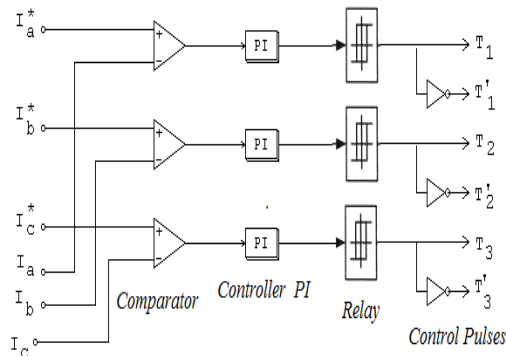 I*a
+
-
PI
T1
T'1
I*b
+
-
PI
T2
T'2
I*c
+
-
PI
T3
T'3
Ia
Ib
Ic
Comparator
Controller PI
Relay
Control Pulses